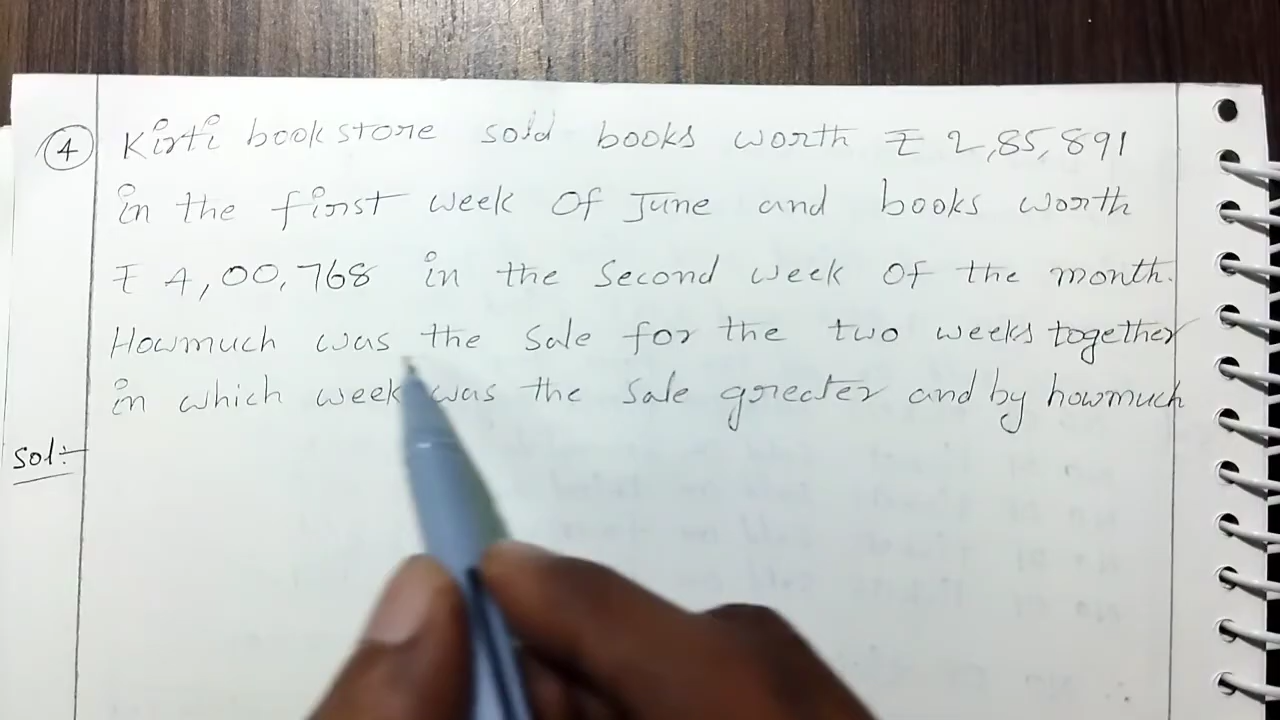 4 Kirti bookstore sold books worth ₹ 2,85,891
in the first week of June and books worth
₹ 4,00,768 in the second week of the month.
Howmuch was the sale for the two weeks together
in which week was the sale greater and by howmuch
Sol:-